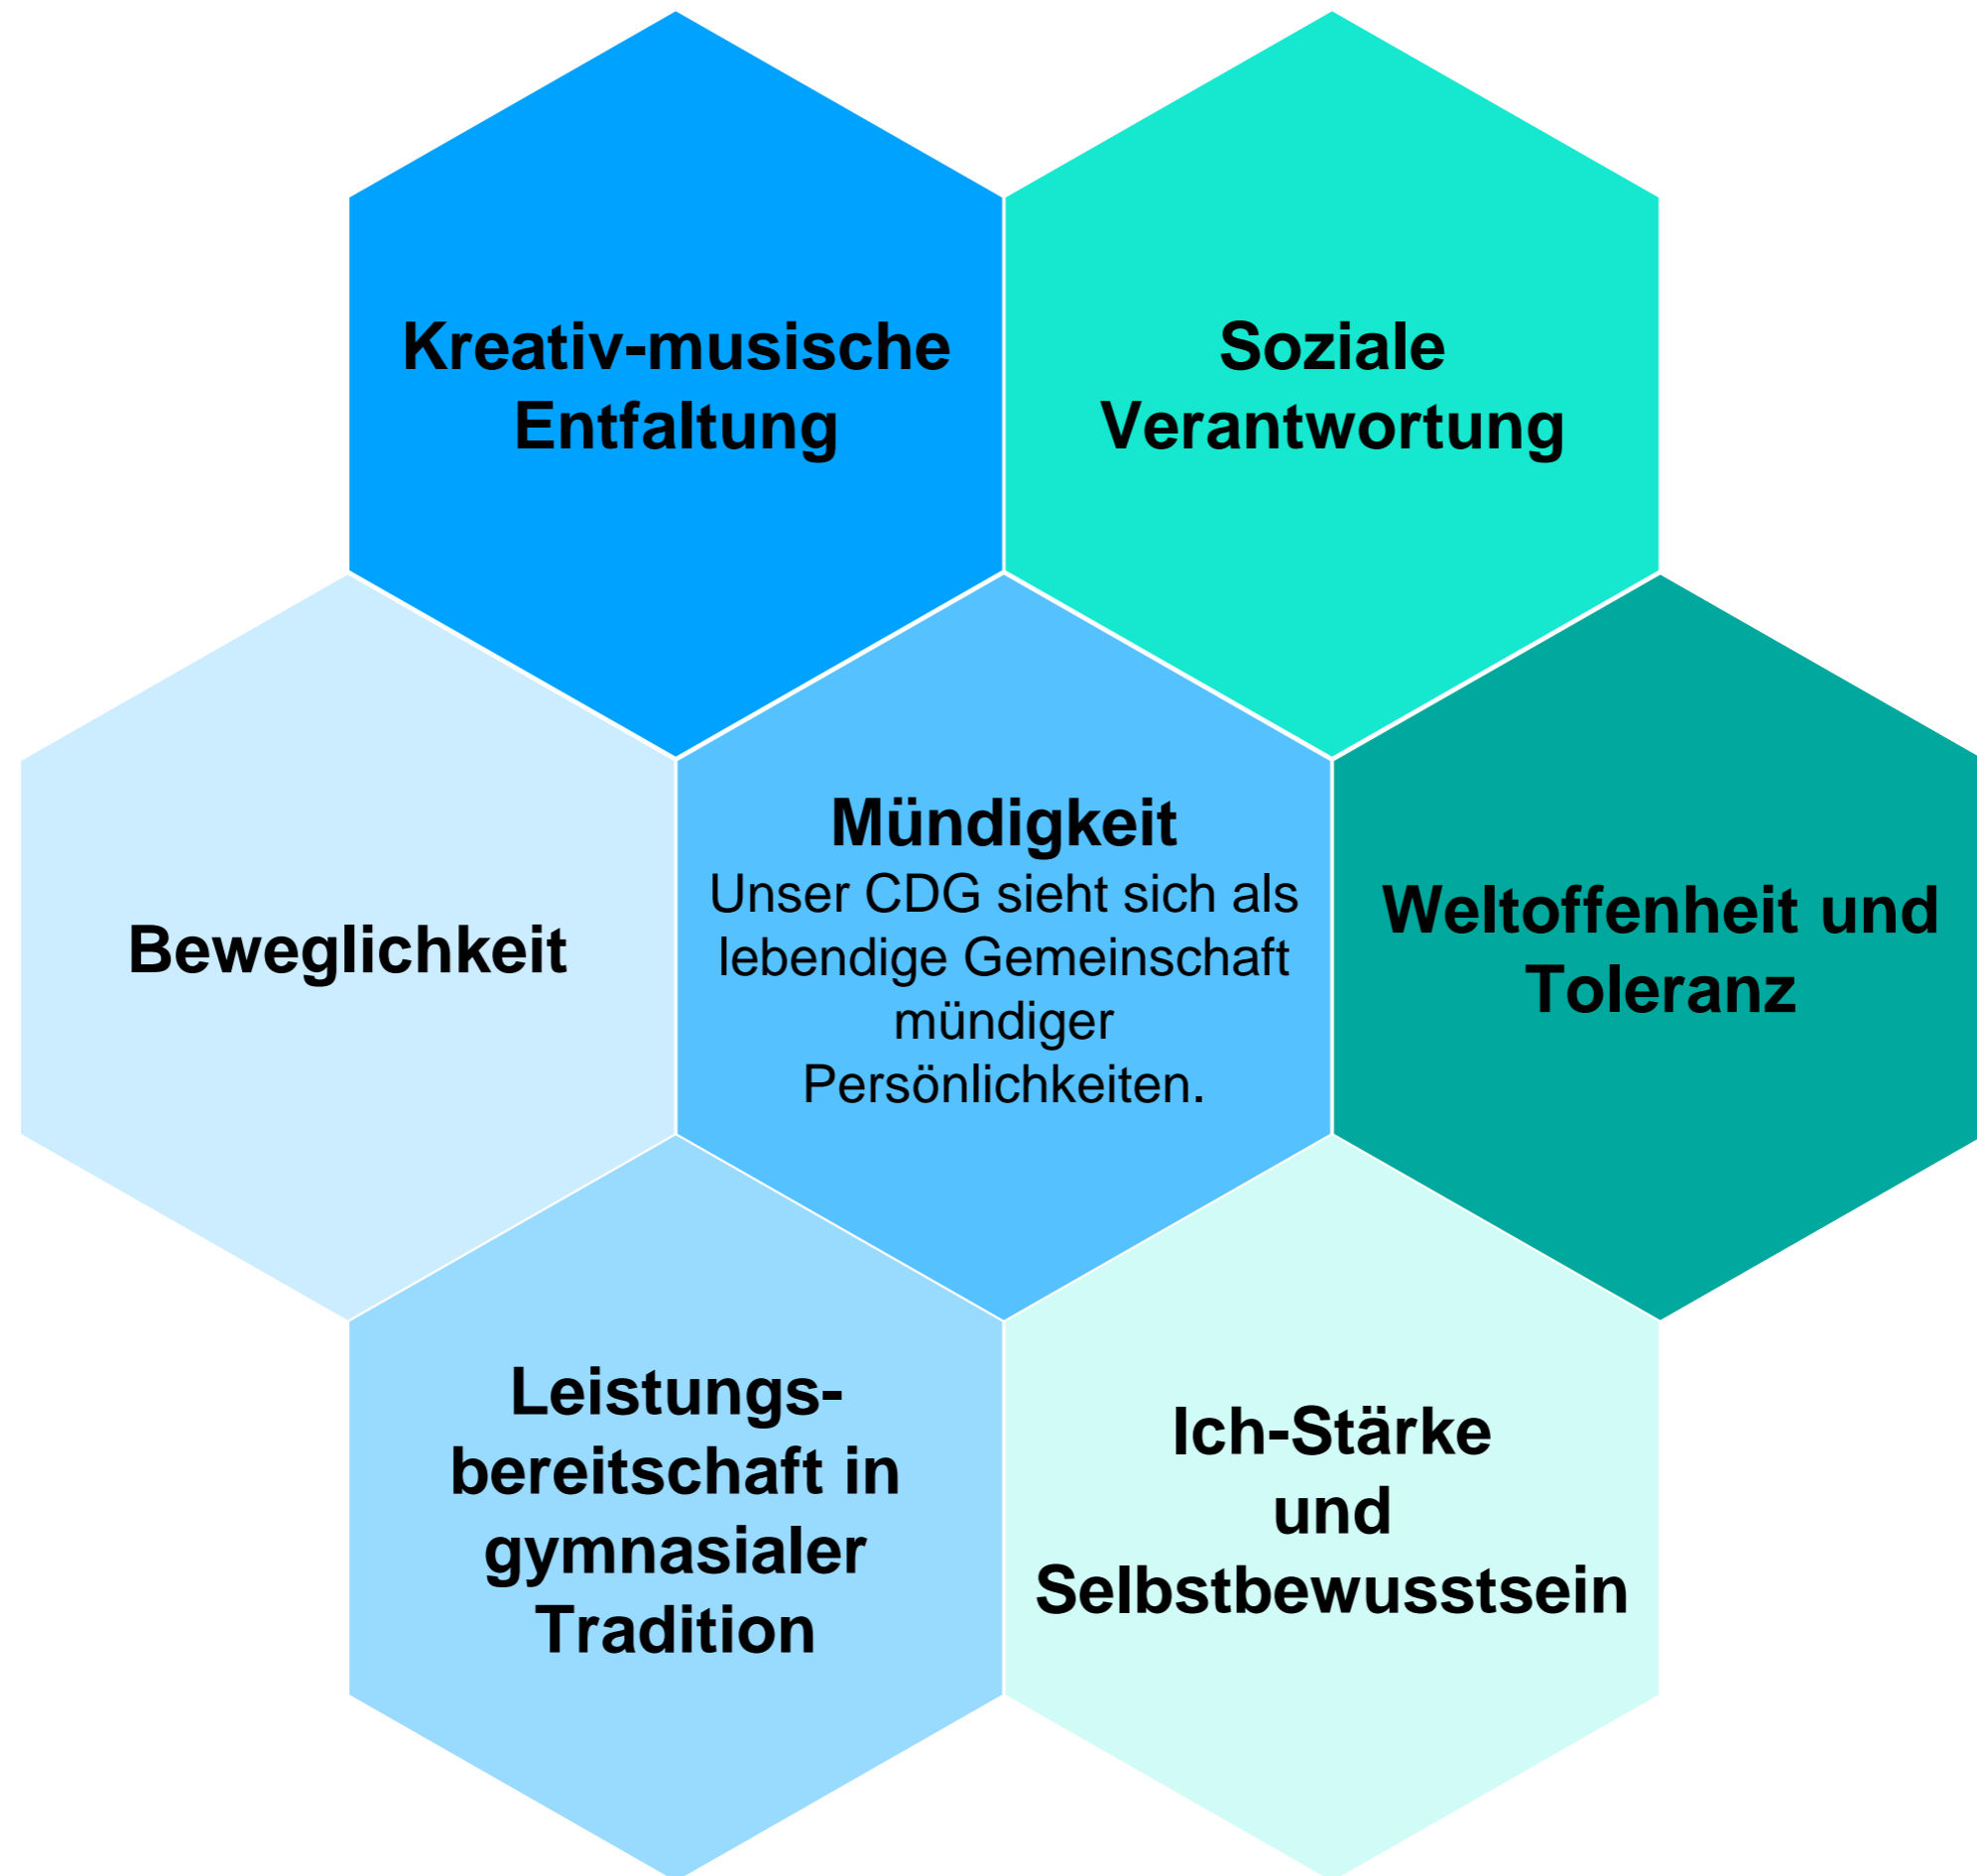 Kreativ-musische
Entfaltung
Soziale
Verantwortung
Beweglichkeit
Mündigkeit
Unser CDG sieht sich als
lebendige Gemeinschaft
mündiger
Persönlichkeiten.
Weltoffenheit und
Toleranz
Leistungs-
bereitschaft in
gymnasialer
Tradition
Ich-Stärke
und
Selbstbewusstsein